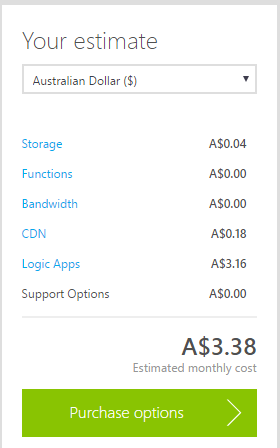 Your estimate
Australian Dollar ($)
Storage A$0.04
Functions A$0.00
Bandwidth A$0.00
CDN A$0.18
Logic Apps A$3.16
Support Options A$0.00
A$3.38
Estimated monthly cost
Purchase options